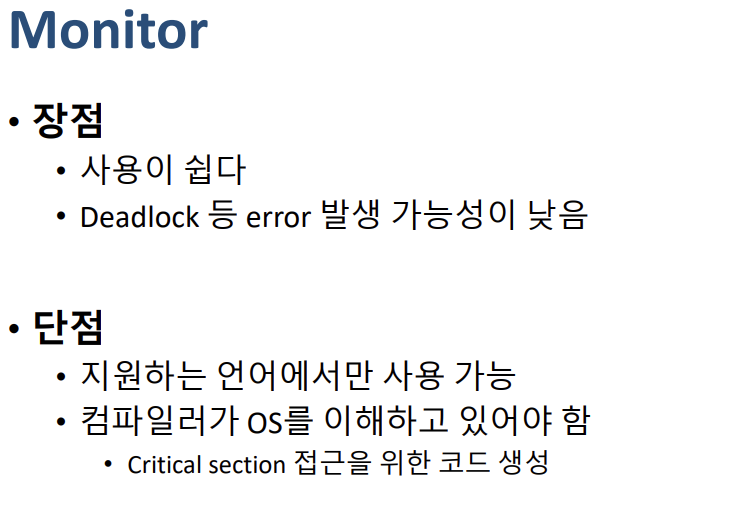 Monitor
• 장점
• 사용이 쉽다
• Deadlock 등 error 발생 가능성이 낮음
• 단점
• 지원하는 언어에서만 사용 가능
• 컴파일러가 OS를 이해하고 있어야 함
• Critical section 접근을 위한 코드 생성